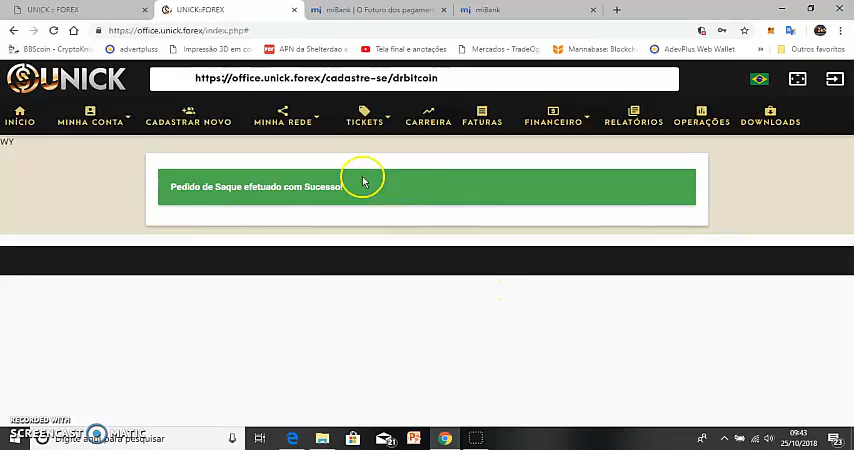 UNICK :: FOREX
UNICK::FOREX
miBank | O Futuro dos pagamen
miBank
https://office.unick.forex/index.php#
BBScoin - CryptoKni
advertpluss
Impressão 3D em co
APN da Shelterdao e
Tela final e anotações
Mercados - TradeOg
Mannabase: Blockch
AdevPlus Web Wallet
»
Outros favoritos
UNICK
https://office.unick.forex/cadastre-se/drbitcoin
INÍCIO
MINHA CONTA
CADASTRAR NOVO
MINHA REDE
TICKETS
CARREIRA
FATURAS
FINANCEIRO
RELATÓRIOS
OPERAÇÕES
DOWNLOADS
WY
Pedido de Saque efetuado com Sucesso!
RECORDED WITH
SCREENCAST MATIC
Digite aqui para pesquisar
21
09:43
25/10/2018
23